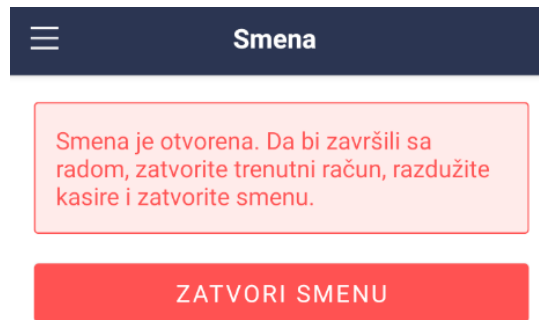 Smena
Smena je otvorena. Da bi završili sa
radom, zatvorite trenutni račun, razdužite
kasire i zatvorite smenu.
ZATVORI SMENU